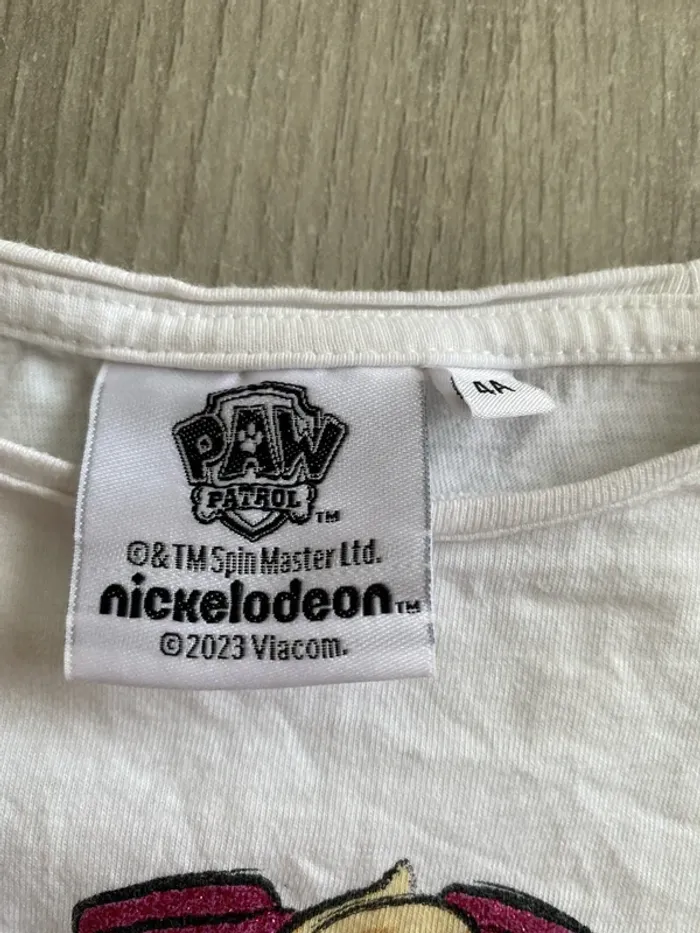 4A
PAW
PATROL
TM
©&TM Spin Master Ltd.
nickelodeon TM
©2023 Viacom.